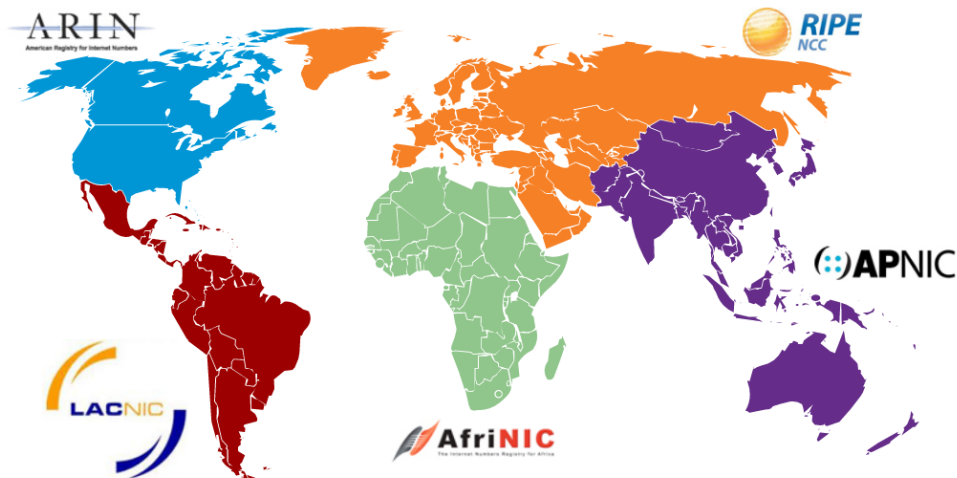 ARIN
American Registry for Internet Numbers
RIPE
NCC
APNIC
LACNIC
AfriNIC
The Internet Numbers Registry for Africa